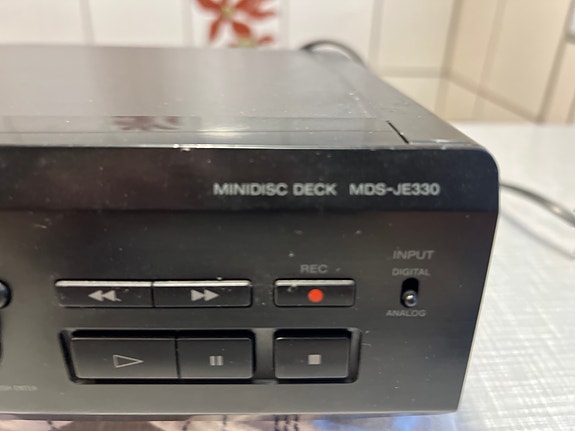 MINIDISC DECK MDS-JE330
INPUT
DIGITAL
REC
ANALOG